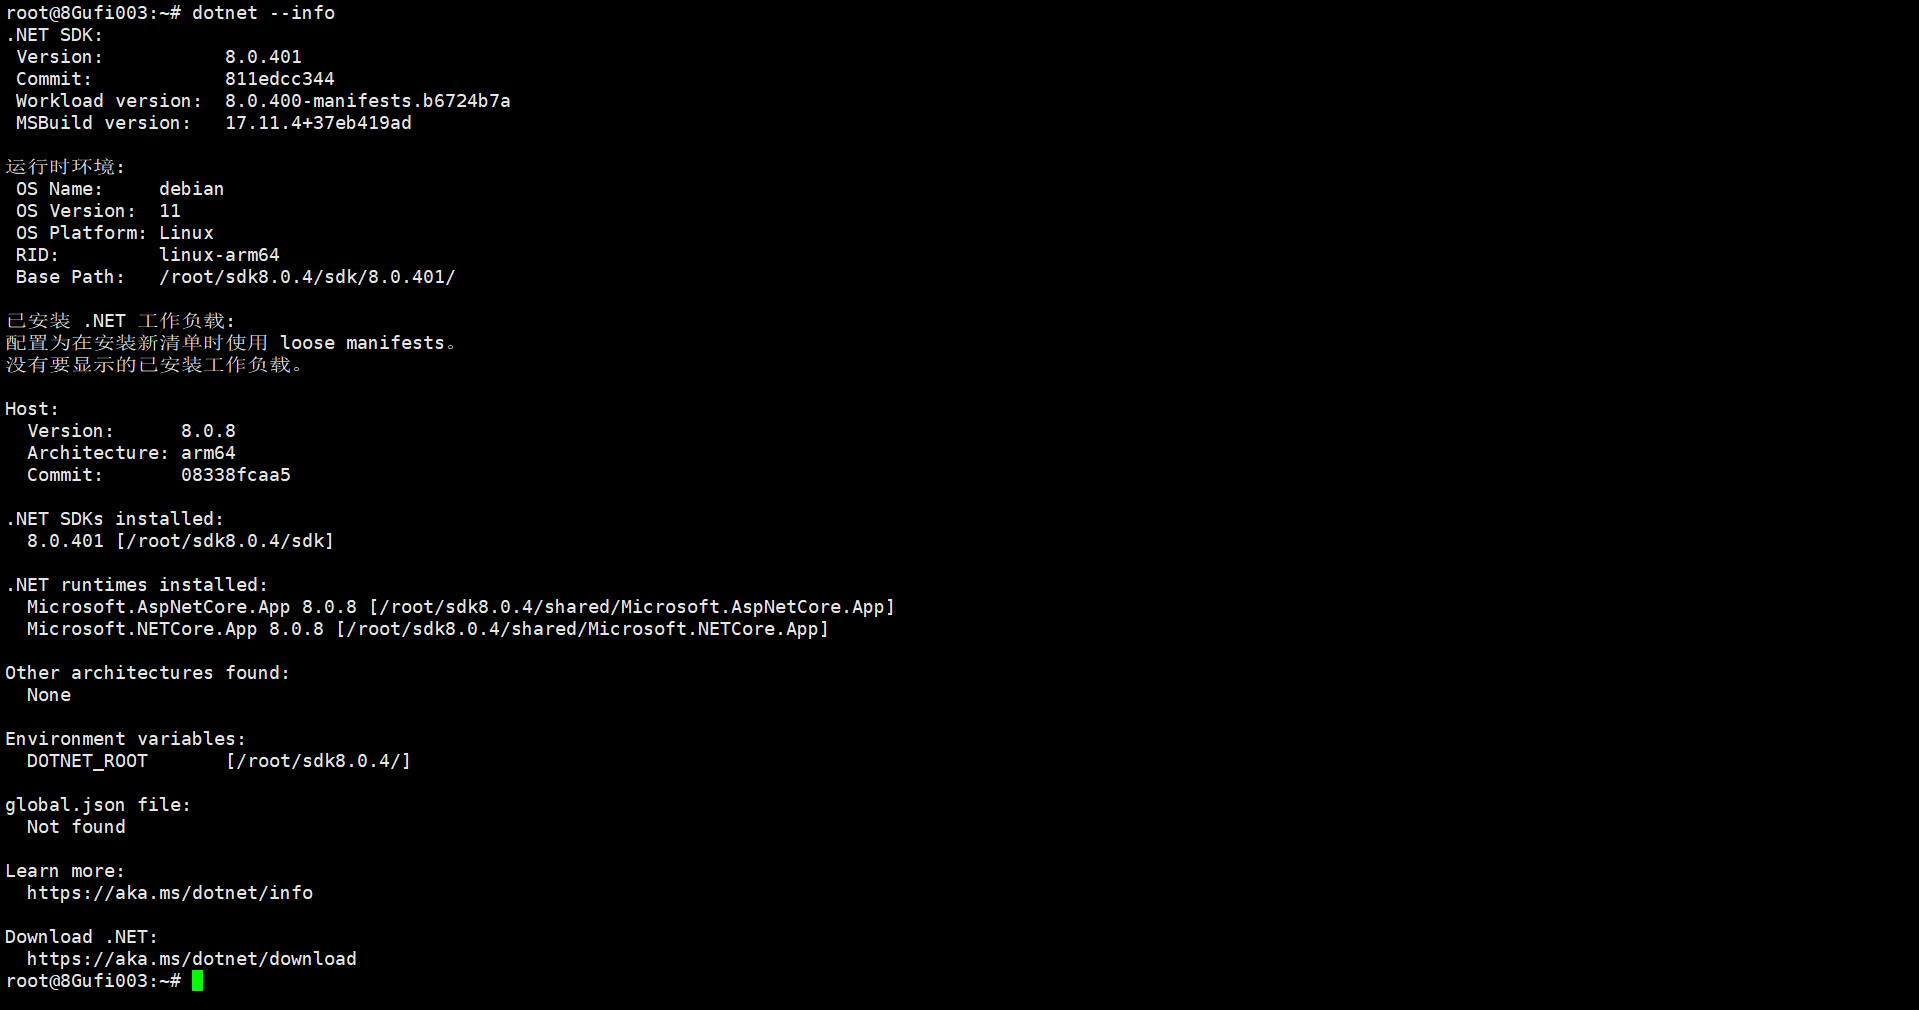 root@8Gufi003:~# dotnet --info
.NET SDK:
 Version:           8.0.401
 Commit:            811edcc344
 Workload version:  8.0.400-manifests.b6724b7a
 MSBuild version:   17.11.4+37eb419ad

运行时环境:
 OS Name:     debian
 OS Version:  11
 OS Platform: Linux
 RID:         linux-arm64
 Base Path:   /root/sdk8.0.4/sdk/8.0.401/

已安装 .NET 工作负载:
配置为在安装新清单时使用 loose manifests。
没有要显示的已安装工作负载。

Host:
  Version:      8.0.8
  Architecture: arm64
  Commit:       08338fcaa5

.NET SDKs installed:
  8.0.401 [/root/sdk8.0.4/sdk]

.NET runtimes installed:
  Microsoft.AspNetCore.App 8.0.8 [/root/sdk8.0.4/shared/Microsoft.AspNetCore.App]
  Microsoft.NETCore.App 8.0.8 [/root/sdk8.0.4/shared/Microsoft.NETCore.App]

Other architectures found:
  None

Environment variables:
  DOTNET_ROOT       [/root/sdk8.0.4/]

global.json file:
  Not found

Learn more:
  https://aka.ms/dotnet/info

Download .NET:
  https://aka.ms/dotnet/download
root@8Gufi003:~#